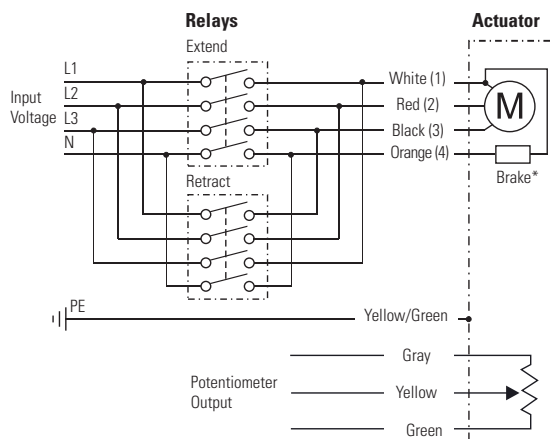 Relays
Actuator
Extend
L1
L2
L3
N
Input
Voltage
White (1)
Red (2)
Black (3)
Orange (4)
M
Brake*
Retract
PE
Yellow/Green
Gray
Potentiometer
Output
Yellow
Green